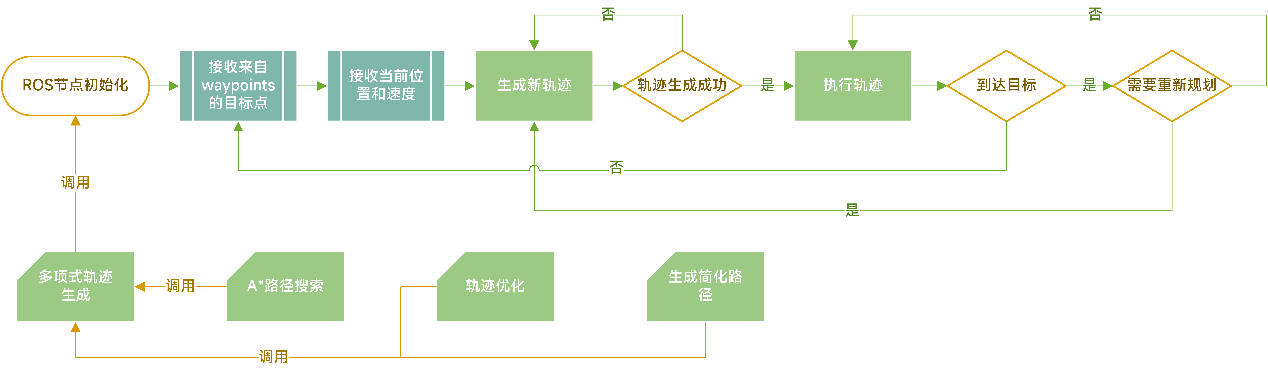 否
否
ROS节点初始化
接收来自
waypoints
的目标点
接收当前位
置和速度
生成新轨迹
轨迹生成成功
是
执行轨迹
到达目标
是
需要重新规划
否
调用
是
多项式轨迹
生成
调用
A*路径搜索
轨迹优化
生成简化路
径
调用